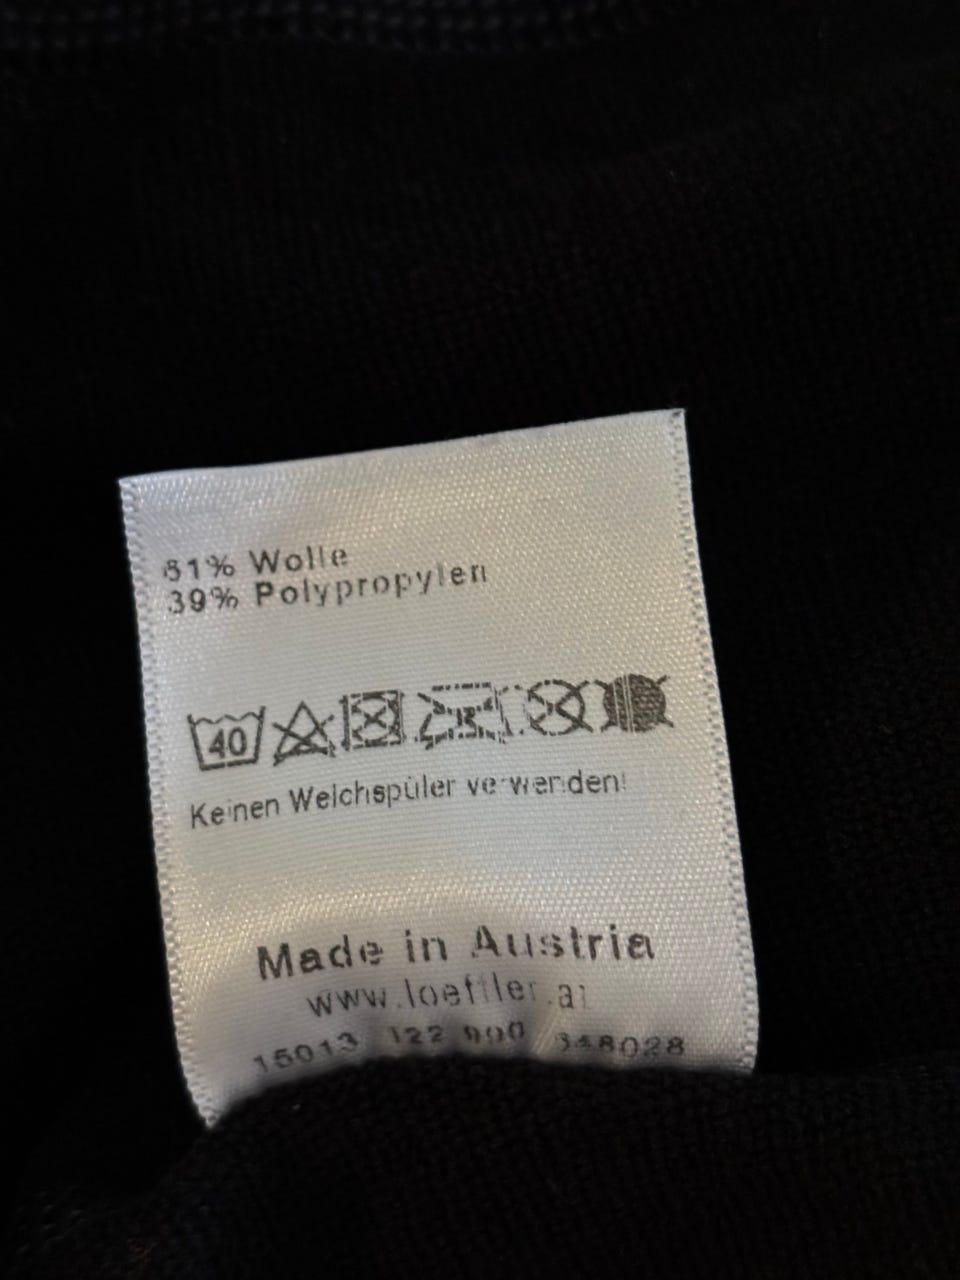 61% Wolle
39% Polypropylen
40
Keinen Weichspüler verwenden!
Made in Austria
www.loeffler.at
15013 122 900 348028